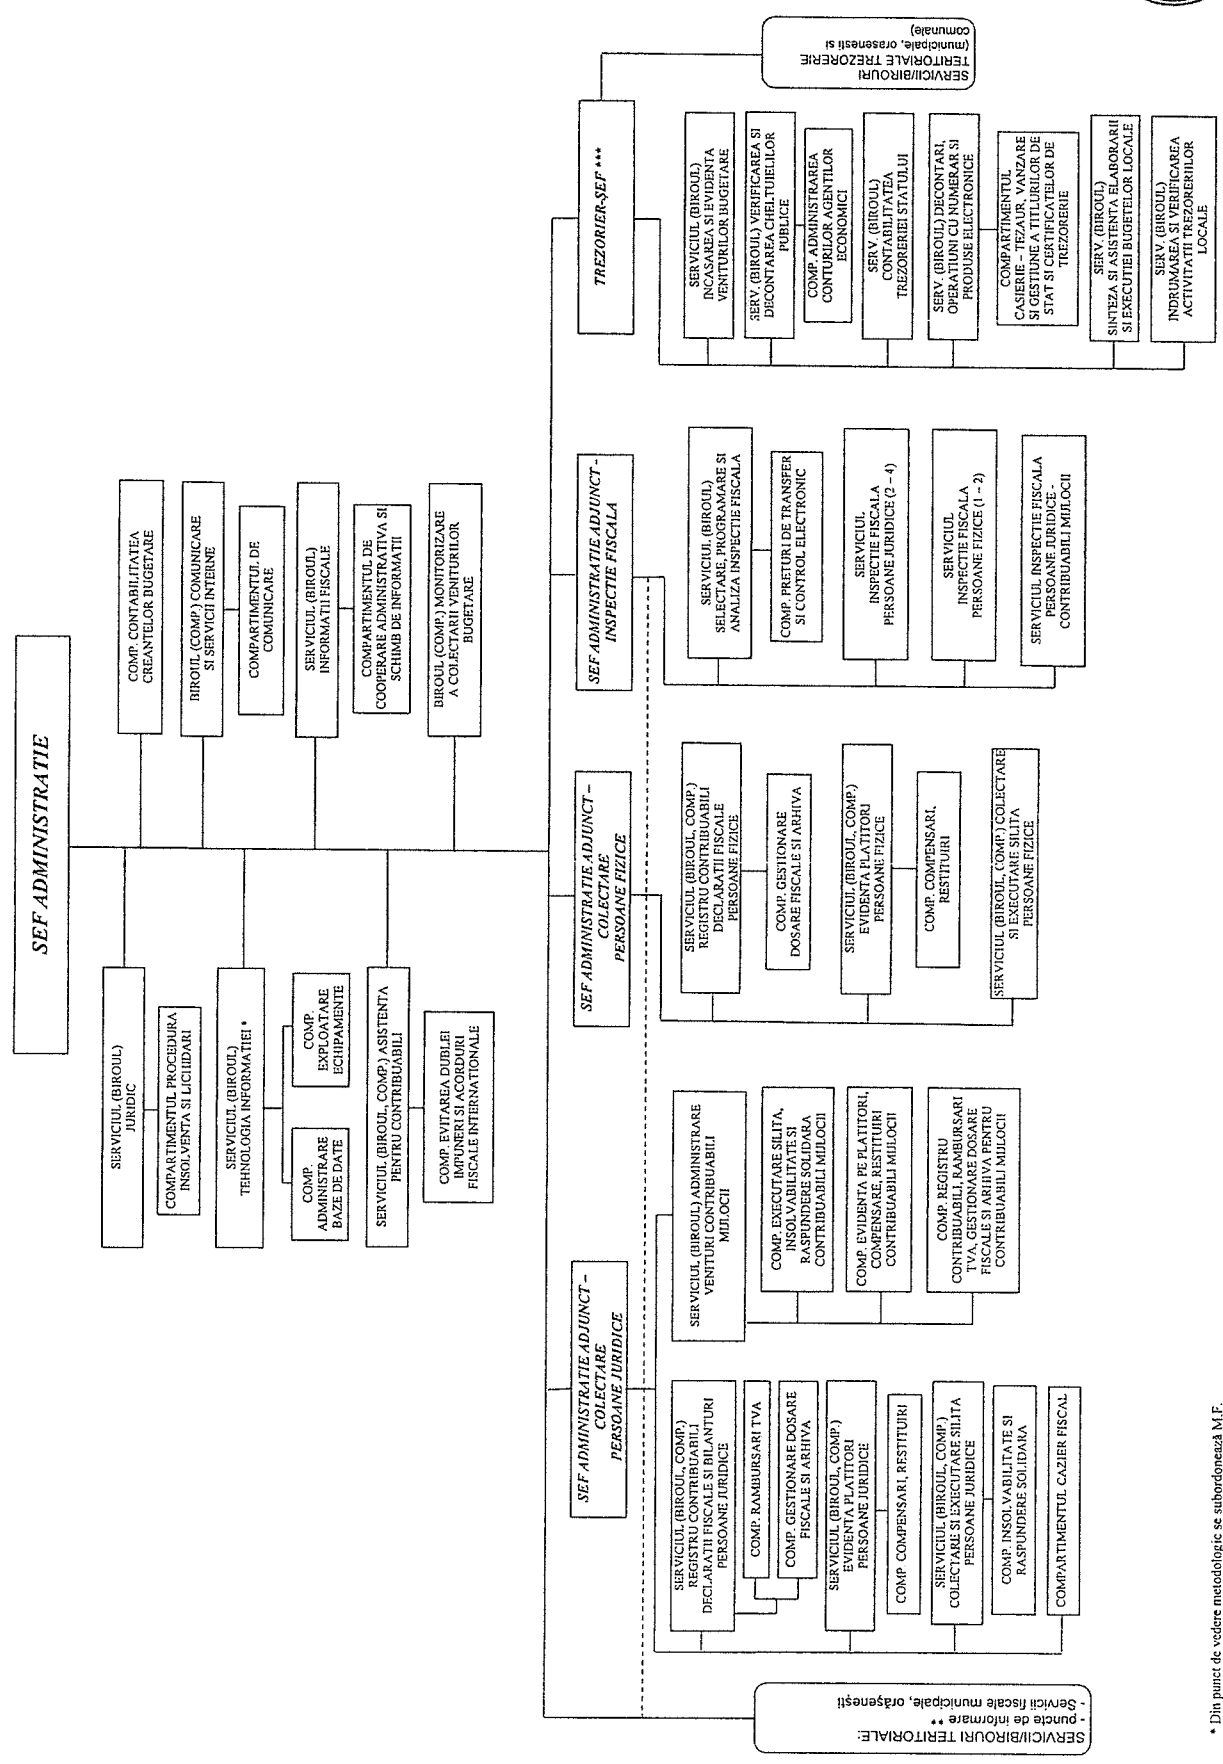 SEF ADMINISTRATIE
SERVICIUL (BIROUL)
JURIDIC
COMPARTIMENTUL PROCEDURA
INSOLVENTA SI LICHIDARI
SERVICIUL (BIROUL)
TEHNOLOGIA INFORMATIEI *
COMP.
ADMINISTRARE
BAZE DE DATE
COMP.
EXPLOATARE
ECHIPAMENTE
SERVICIUL (BIROUL, COMP.) ASISTENTA
PENTRU CONTRIBUABILI
COMP. EVITAREA DUBLEI
IMPUNERI SI ACORDURI
FISCALE INTERNATIONALE
COMP. CONTABILITATEA
CREANTELOR BUGETARE
BIROUL (COMP.) COMUNICARE
SI SERVICII INTERNE
COMPARTIMENTUL DE
COMUNICARE
SERVICIUL (BIROUL)
INFORMATII FISCALE
COMPARTIMENTUL DE
COOPERARE ADMINISTRATIVA SI
SCHIMB DE INFORMATII
BIROUL (COMP.) MONITORIZARE
A COLECTARII VENITURILOR
BUGETARE
SERVICII/BIROURI TERITORIALE:
- puncte de informare **
- Servicii fiscale municipale, orăşeneşti
SEF ADMINISTRATIE ADJUNCT –
COLECTARE
PERSOANE JURIDICE
SERVICIUL (BIROUL, COMP.)
REGISTRU CONTRIBUABILI
DECLARATII FISCALE SI BILANTURI
PERSOANE JURIDICE
COMP. RAMBURSARI TVA
COMP. GESTIONARE DOSARE
FISCALE SI ARHIVA
SERVICIUL (BIROUL, COMP.)
EVIDENTA PLATITORI
PERSOANE JURIDICE
COMP. COMPENSARI, RESTITUIRI
SERVICIUL (BIROUL, COMP.)
COLECTARE SI EXECUTARE SILITA
PERSOANE JURIDICE
COMP. INSOLVABILITATE SI
RASPUNDERE SOLIDARA
COMPARTIMENTUL CAZIER FISCAL
SERVICIUL (BIROUL) ADMINISTRARE
VENITURI CONTRIBUABILI
MIJLOCII
COMP. EXECUTARE SILITA,
INSOLVABILITATE SI
RASPUNDERE SOLIDARA
CONTRIBUABILI MIJLOCII
COMP. EVIDENTA PE PLATITORI,
COMPENSARE, RESTITUIRI
CONTRIBUABILI MIJLOCII
COMP. REGISTRU
CONTRIBUABILI, RAMBURSARI
TVA, GESTIONARE DOSARE
FISCALE SI ARHIVA PENTRU
CONTRIBUABILI MIJLOCII
SEF ADMINISTRATIE ADJUNCT –
COLECTARE
PERSOANE FIZICE
SERVICIUL (BIROUL, COMP.)
REGISTRU CONTRIBUABILI
DECLARATII FISCALE
PERSOANE FIZICE
COMP. GESTIONARE
DOSARE FISCALE SI ARHIVA
SERVICIUL (BIROUL, COMP.)
EVIDENTA PLATITORI
PERSOANE FIZICE
COMP. COMPENSARI,
RESTITUIRI
SERVICIUL (BIROUL, COMP.) COLECTARE
SI EXECUTARE SILITA
PERSOANE FIZICE
SEF ADMINISTRATIE ADJUNCT -
INSPECTIE FISCALA
SERVICIUL (BIROUL)
SELECTARE, PROGRAMARE SI
ANALIZA INSPECTIE FISCALA
COMP. PRETURI DE TRANSFER
SI CONTROL ELECTRONIC
SERVICIUL
INSPECTIE FISCALA
PERSOANE JURIDICE (2 – 4)
SERVICIUL
INSPECTIE FISCALA
PERSOANE FIZICE (1 – 2)
SERVICIUL INSPECTIE FISCALA
PERSOANE JURIDICE -
CONTRIBUABILI MIJLOCII
TREZORIER-ŞEF ***
SERVICII/BIROURI
TERITORIALE TREZORERIE
(municipale, orasenesti si
comunale)
SERVICIUL (BIROUL)
INCASAREA SI EVIDENTA
VENITURILOR BUGETARE
SERV. (BIROUL) VERIFICAREA SI
DECONTAREA CHELTUIELILOR
PUBLICE
COMP. ADMINISTRAREA
CONTURILOR AGENTILOR
ECONOMICI
SERV. (BIROUL)
CONTABILITATEA
TREZORERIEI STATULUI
SERV. (BIROUL) DECONTARI,
OPERATIUNI CU NUMERAR SI
PRODUSE ELECTRONICE
COMPARTIMENTUL
CASIERIE – TEZAUR, VANZARE
SI GESTIUNE A TITLURILOR DE
STAT SI CERTIFICATELOR DE
TREZORERIE
SERV. (BIROUL)
SINTEZA SI ASISTENTA ELABORARII
SI EXECUTIEI BUGETELOR LOCALE
SERV. (BIROUL)
INDRUMAREA SI VERIFICAREA
ACTIVITATII TREZORERIILOR
LOCALE
* Din punct de vedere metodologic se subordonează M.F.